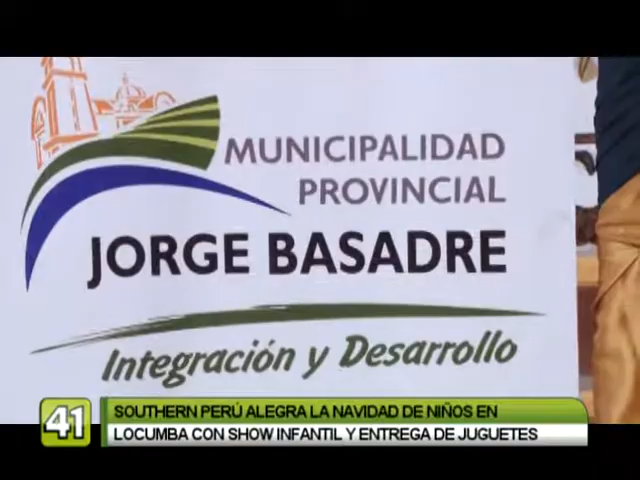 MUNICIPALIDAD
PROVINCIAL
JORGE BASADRE
Integración y Desarrollo
41
SOUTHERN PERÚ ALEGRA LA NAVIDAD DE NIÑOS EN
LOCUMBA CON SHOW INFANTIL Y ENTREGA DE JUGUETES